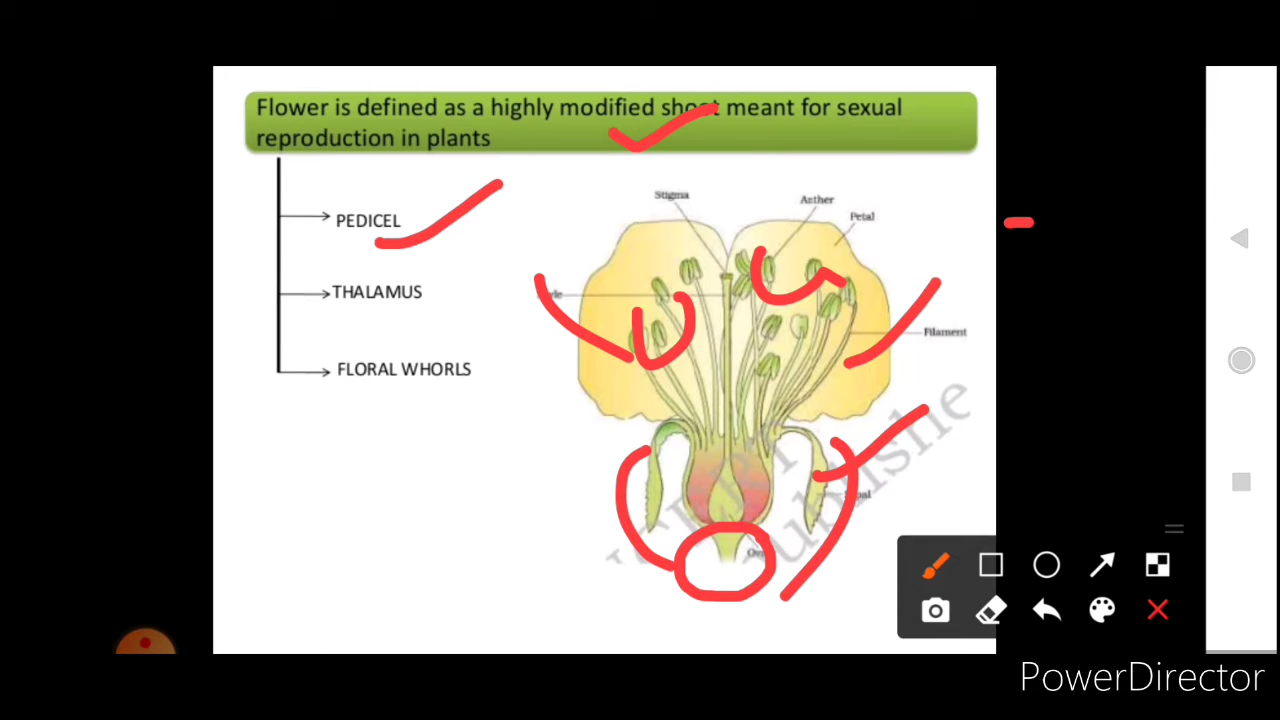 Flower is defined as a highly modified shoot meant for sexual
reproduction in plants
PEDICEL
THALAMUS
FLORAL WHORLS
Stigma
Anther
Petal
Filament
PowerDirector